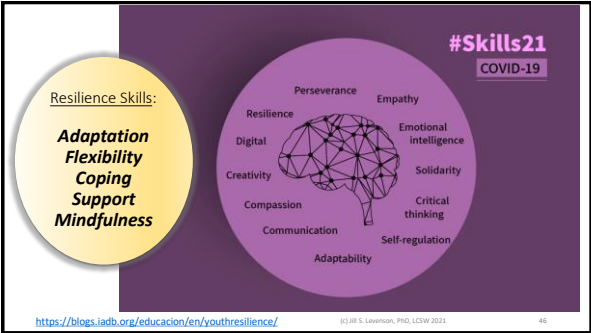 Resilience Skills:
Adaptation
Flexibility
Coping
Support
Mindfulness
#Skills21
COVID-19
Perseverance
Empathy
Resilience
Emotional
intelligence
Digital
Creativity
Solidarity
Compassion
Critical
thinking
Communication
Self-regulation
Adaptability
https://blogs.iadb.org/educacion/en/youthresilience/
(c) Jill S. Levenson, PhD, LCSW 2021
46